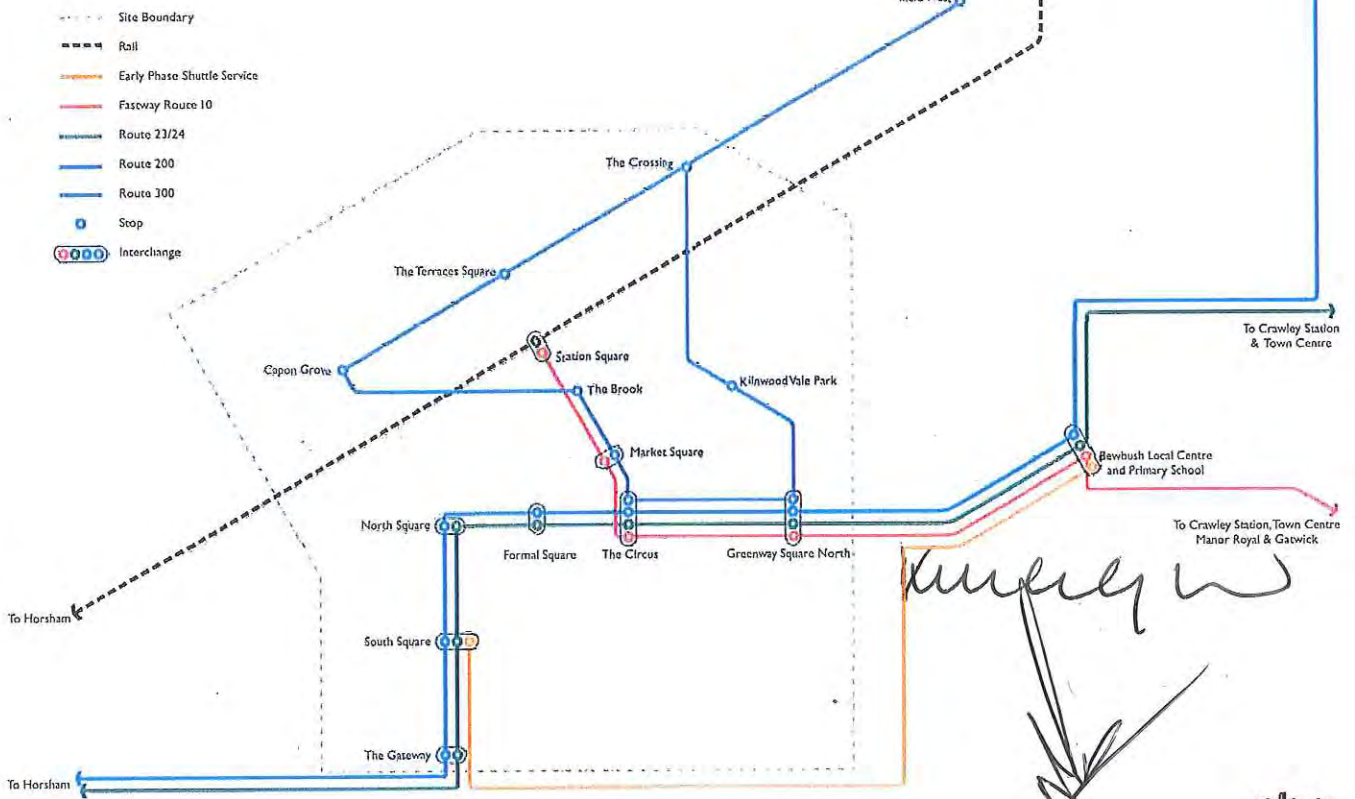 Site Boundary
Rail
Early Phase Shuttle Service
Fastway Route 10
Route 23/24
Route 200
Route 300
Stop
Interchange
The Crossing
The Terraces Square
To Crawley Station
& Town Centre
Station Square
Capon Grove
Kilnwood Vale Park
The Brook
Market Square
Bewbush Local Centre
and Primary School
North Square
Formal Square
The Circus
Greenway Square North
To Crawley Station, Town Centre
Manor Royal & Gatwick
To Horsham
South Square
The Gateway
To Horsham